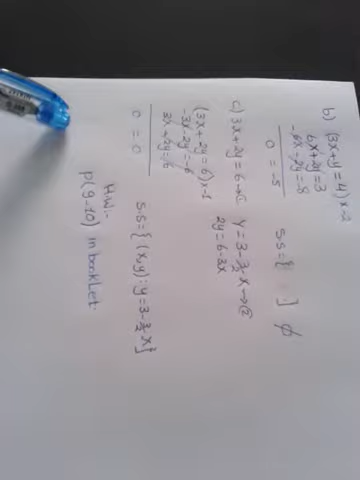 b) (3x+y=4)x-2
6x+2y=3
-6x-2y=-8
0 = -5
S.S={ } ∅
c) 3x+2y=6→①
y=3-3/2x→②
2y=6-3x
(3x+2y=6)x-1
-3x-2y=-6
3x+2y=6
0 = 0
S.S={(x,y):y=3-3/2x}
H.W:-
P(9-10) in booklet.